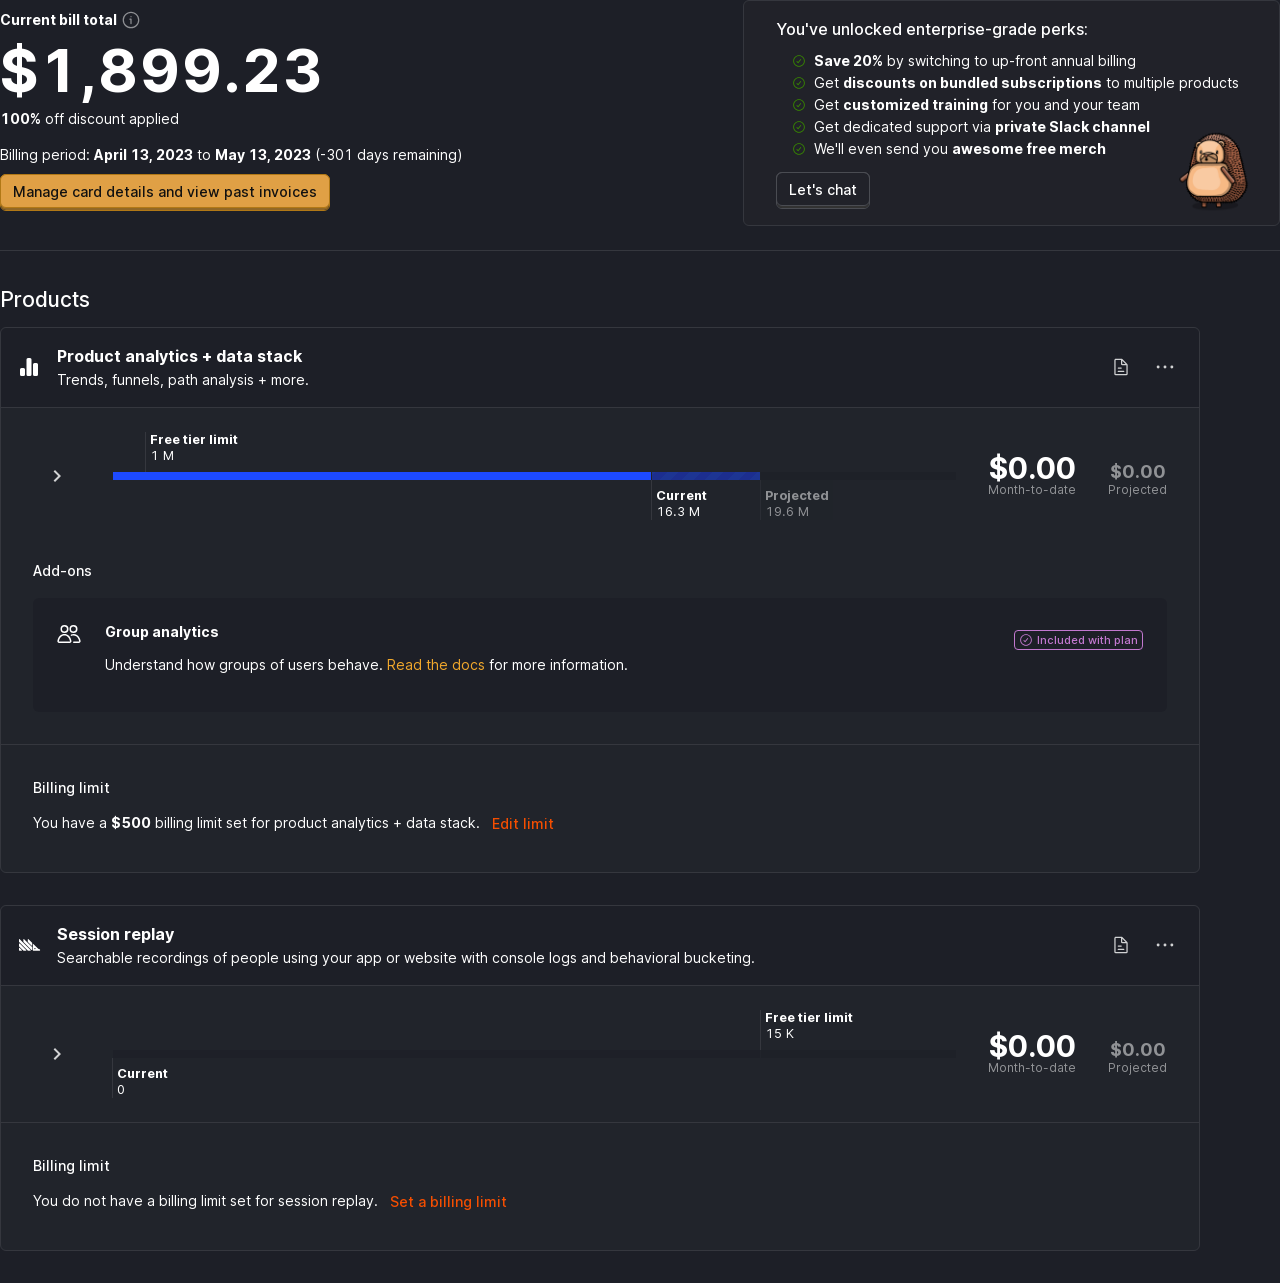 Current bill total
$1,899.23
100% off discount applied
Billing period: April 13, 2023 to May 13, 2023 (-301 days remaining)
Manage card details and view past invoices
You've unlocked enterprise-grade perks:
Save 20% by switching to up-front annual billing
Get discounts on bundled subscriptions to multiple products
Get customized training for you and your team
Get dedicated support via private Slack channel
We'll even send you awesome free merch
Let's chat
Products
Product analytics + data stack
Trends, funnels, path analysis + more.
Free tier limit
1 M
Current
16.3 M
Projected
19.6 M
$0.00
Month-to-date
$0.00
Projected
Add-ons
Group analytics
Included with plan
Understand how groups of users behave. Read the docs for more information.
Billing limit
You have a $500 billing limit set for product analytics + data stack. Edit limit
Session replay
Searchable recordings of people using your app or website with console logs and behavioral bucketing.
Free tier limit
15 K
Current
0
$0.00
Month-to-date
$0.00
Projected
Billing limit
You do not have a billing limit set for session replay. Set a billing limit